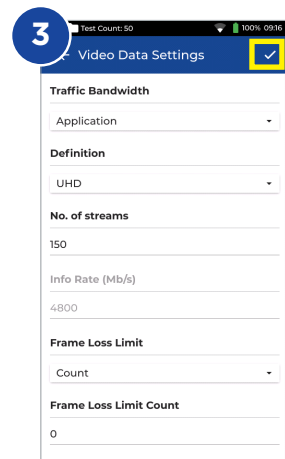 3
Test Count: 50
100% 09:16
Video Data Settings
Traffic Bandwidth
Application
Definition
UHD
No. of streams
150
Info Rate (Mb/s)
4800
Frame Loss Limit
Count
Frame Loss Limit Count
0